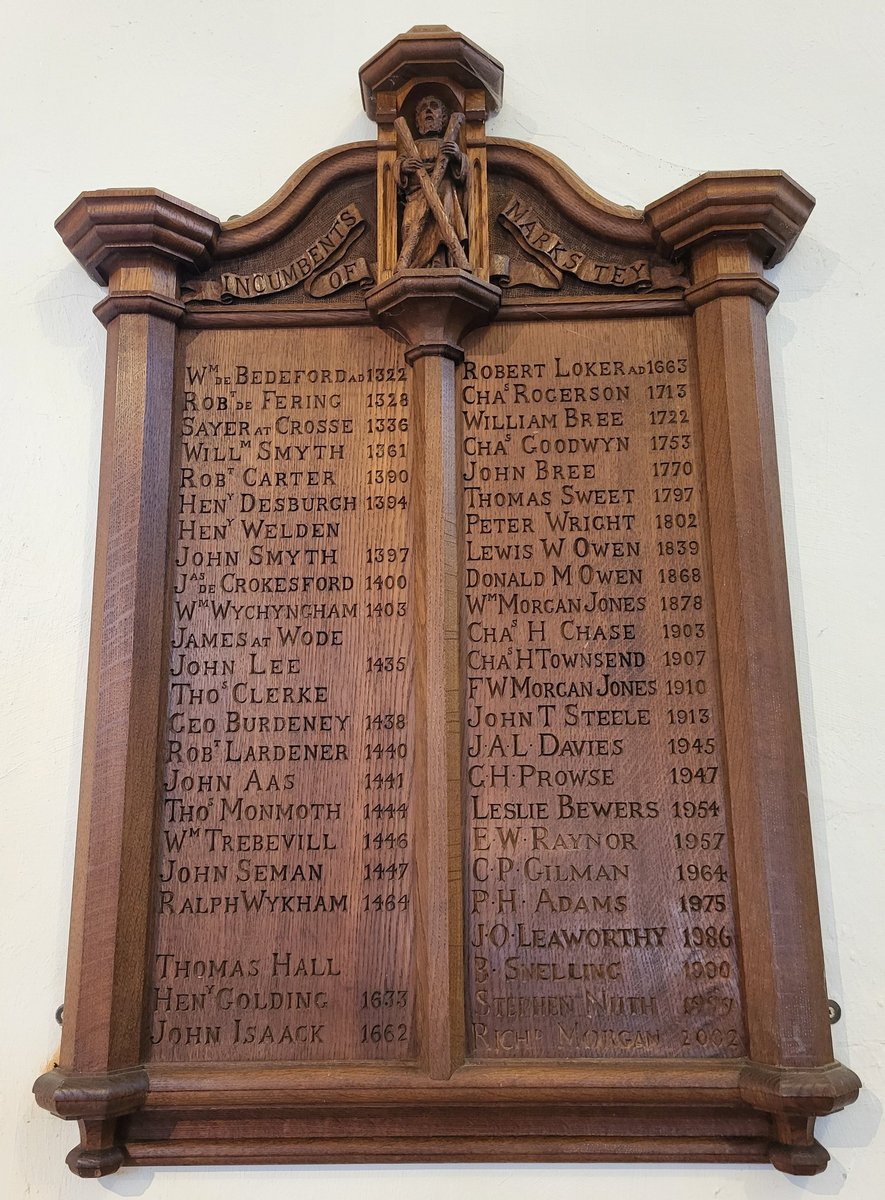 INCUMBENTS
OF
MARKS TEY
Wᴹ DE BEDEFORD AD 1322
ROBᵀ DE FERING 1328
SAYER AT CROSSE 1336
WILLᴹ SMYTH 1361
ROBᵀ CARTER 1390
HENʸ DESBURGH 1394
HENʸ WELDEN
JOHN SMYTH 1397
Jᴬˢ DE CROKESFORD 1400
Wᴹ WYCHYNGHAM 1403
JAMES AT WODE
JOHN LEE 1435
THOˢ CLERKE
GEO BURDENEY 1438
ROBᵀ LARDENER 1440
JOHN AAS 1441
THOˢ MONMOTH 1444
Wᴹ TREBEVILL 1446
JOHN SEMAN 1447
RALPH WYKHAM 1464
THOMAS HALL
HENʸ GOLDING 1633
JOHN ISAACK 1662
ROBERT LOKER AD 1663
CHAˢ ROGERSON 1713
WILLIAM BREE 1722
CHAˢ GOODWYN 1753
JOHN BREE 1770
THOMAS SWEET 1797
PETER WRIGHT 1802
LEWIS W OWEN 1839
DONALD M OWEN 1868
Wᴹ MORGAN JONES 1878
CHAˢ H CHASE 1903
CHAˢ H TOWNSEND 1907
F W MORGAN JONES 1910
JOHN T STEELE 1913
J·A·L·DAVIES 1945
C·H·PROWSE 1947
LESLIE BEWERS 1954
E·W·RAYNOR 1957
C·P·GILMAN 1964
P·H·ADAMS 1975
J·O·LEAWORTHY 1986
B·SNELLING 1990
STEPHEN NUTH 1999
RICHᴰ MORGAN 2002